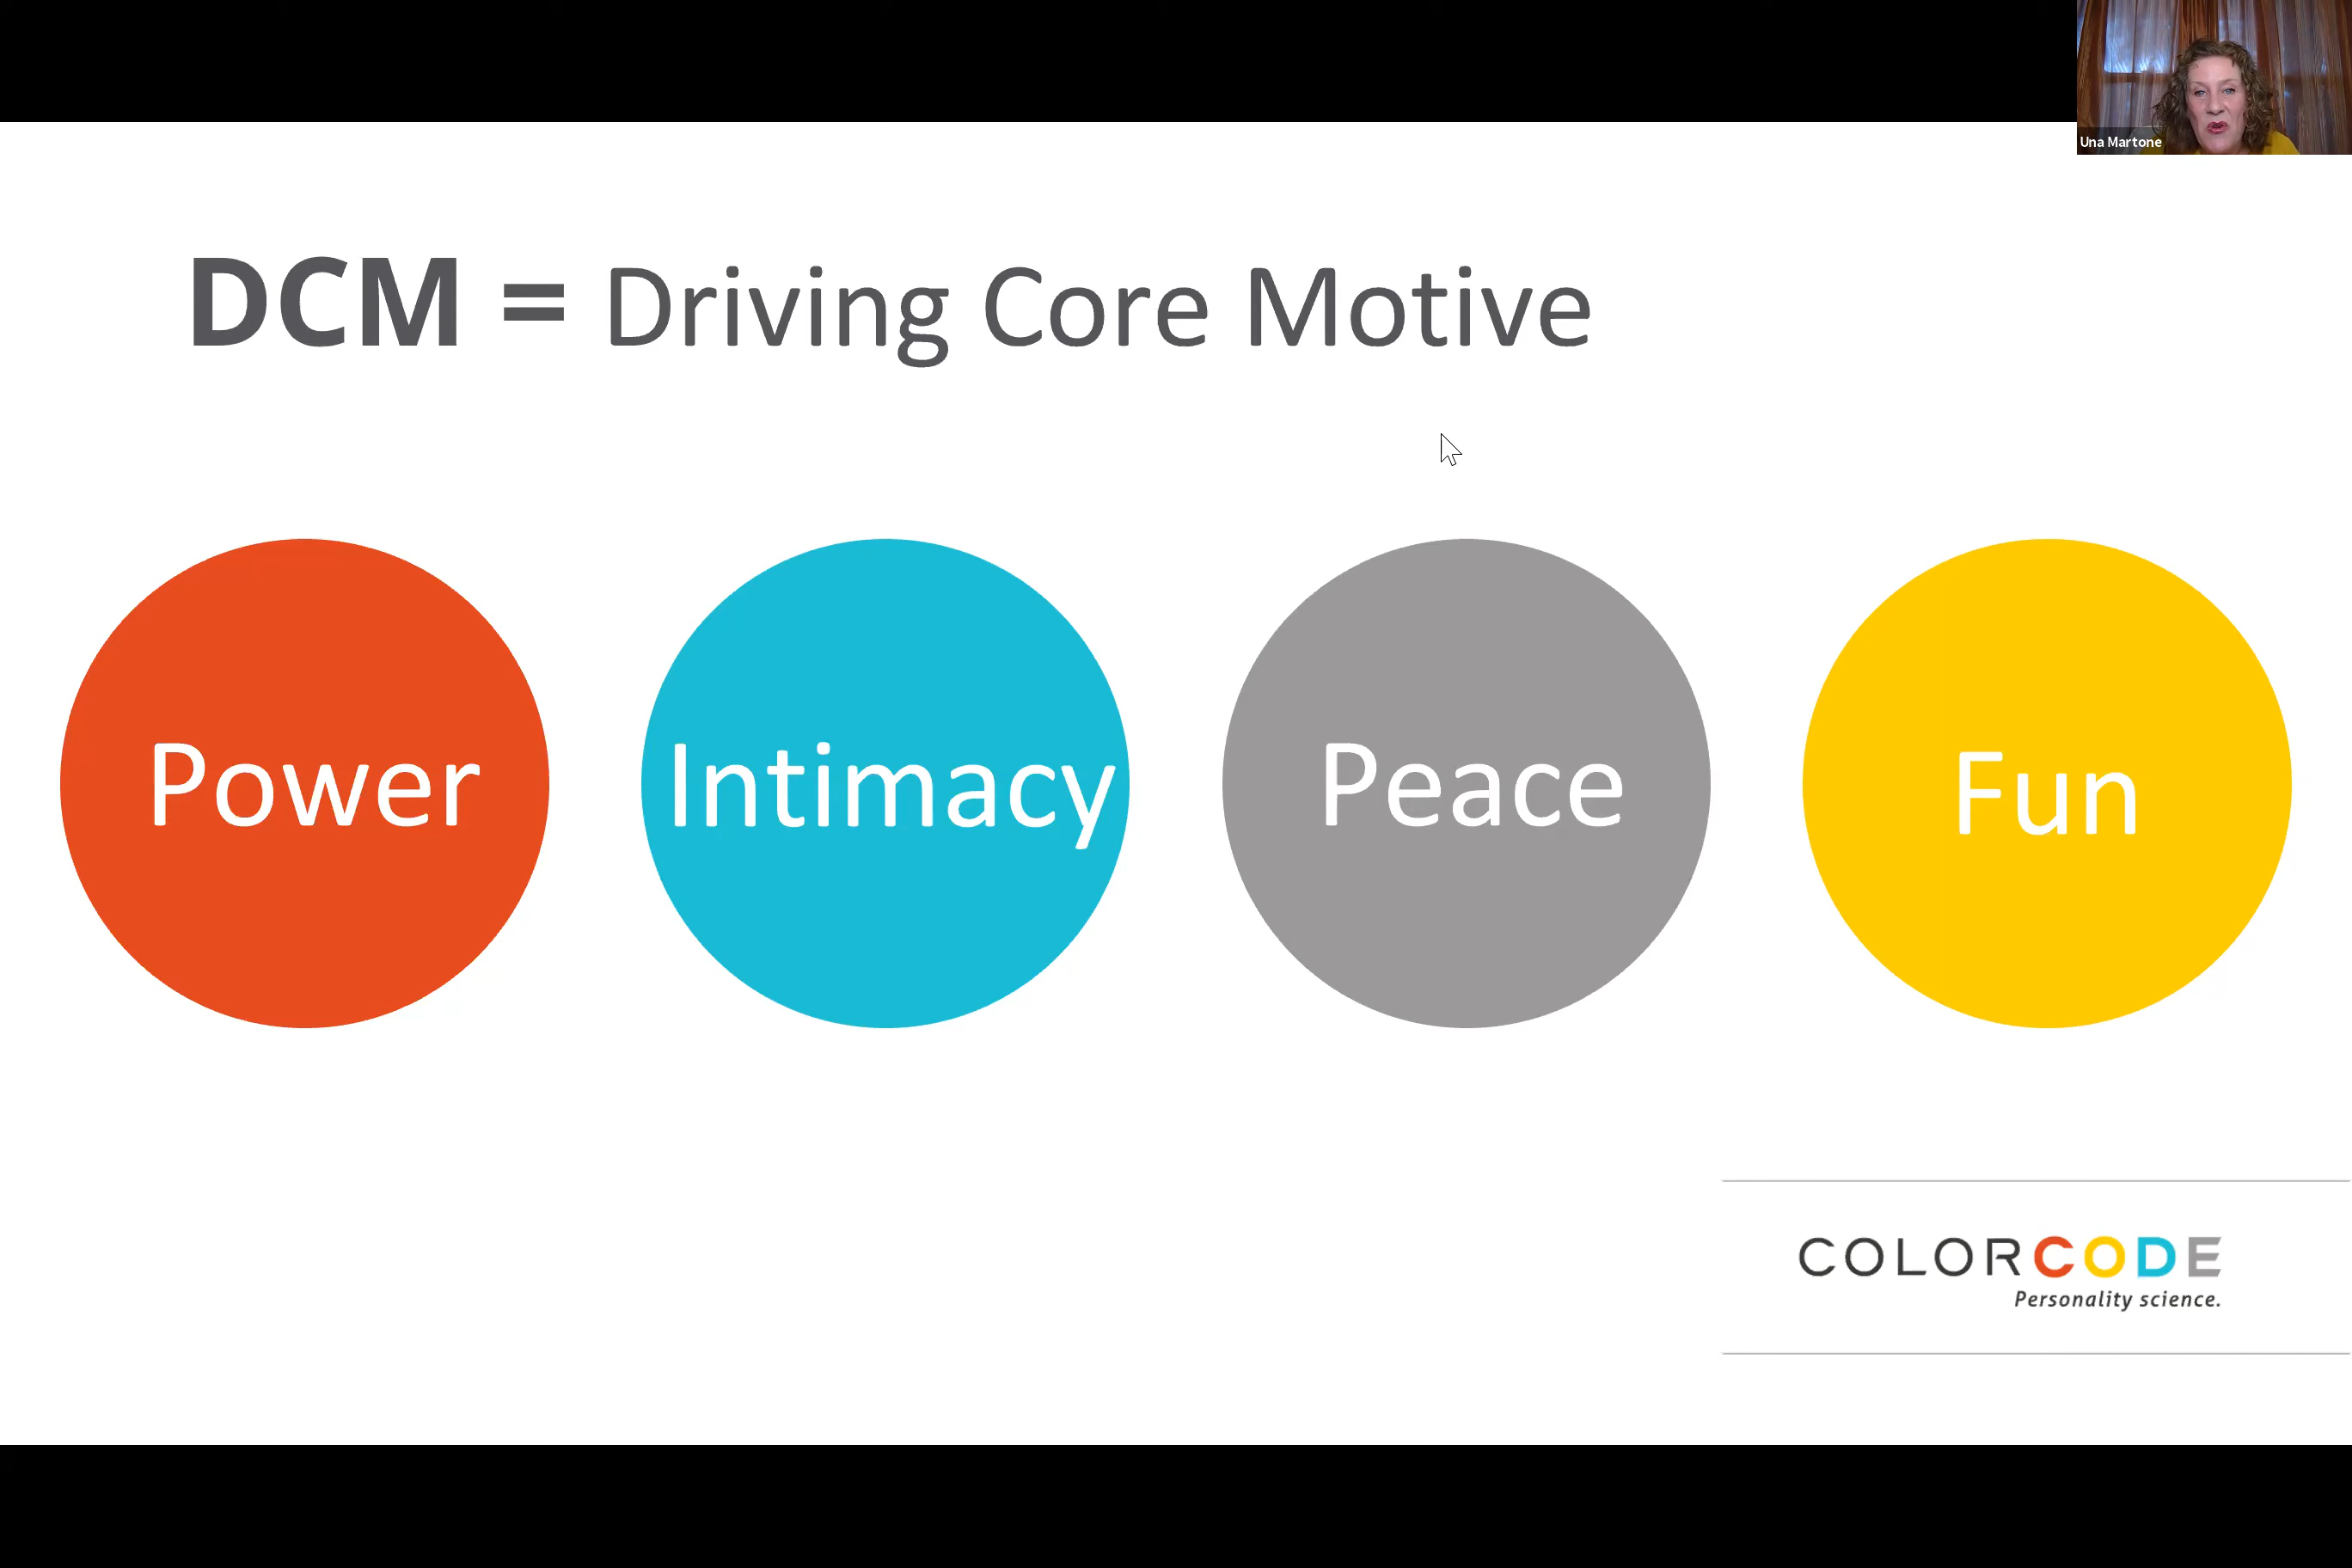 Una Martone
DCM = Driving Core Motive
Power
Intimacy
Peace
Fun
COLORCODE
Personality science.